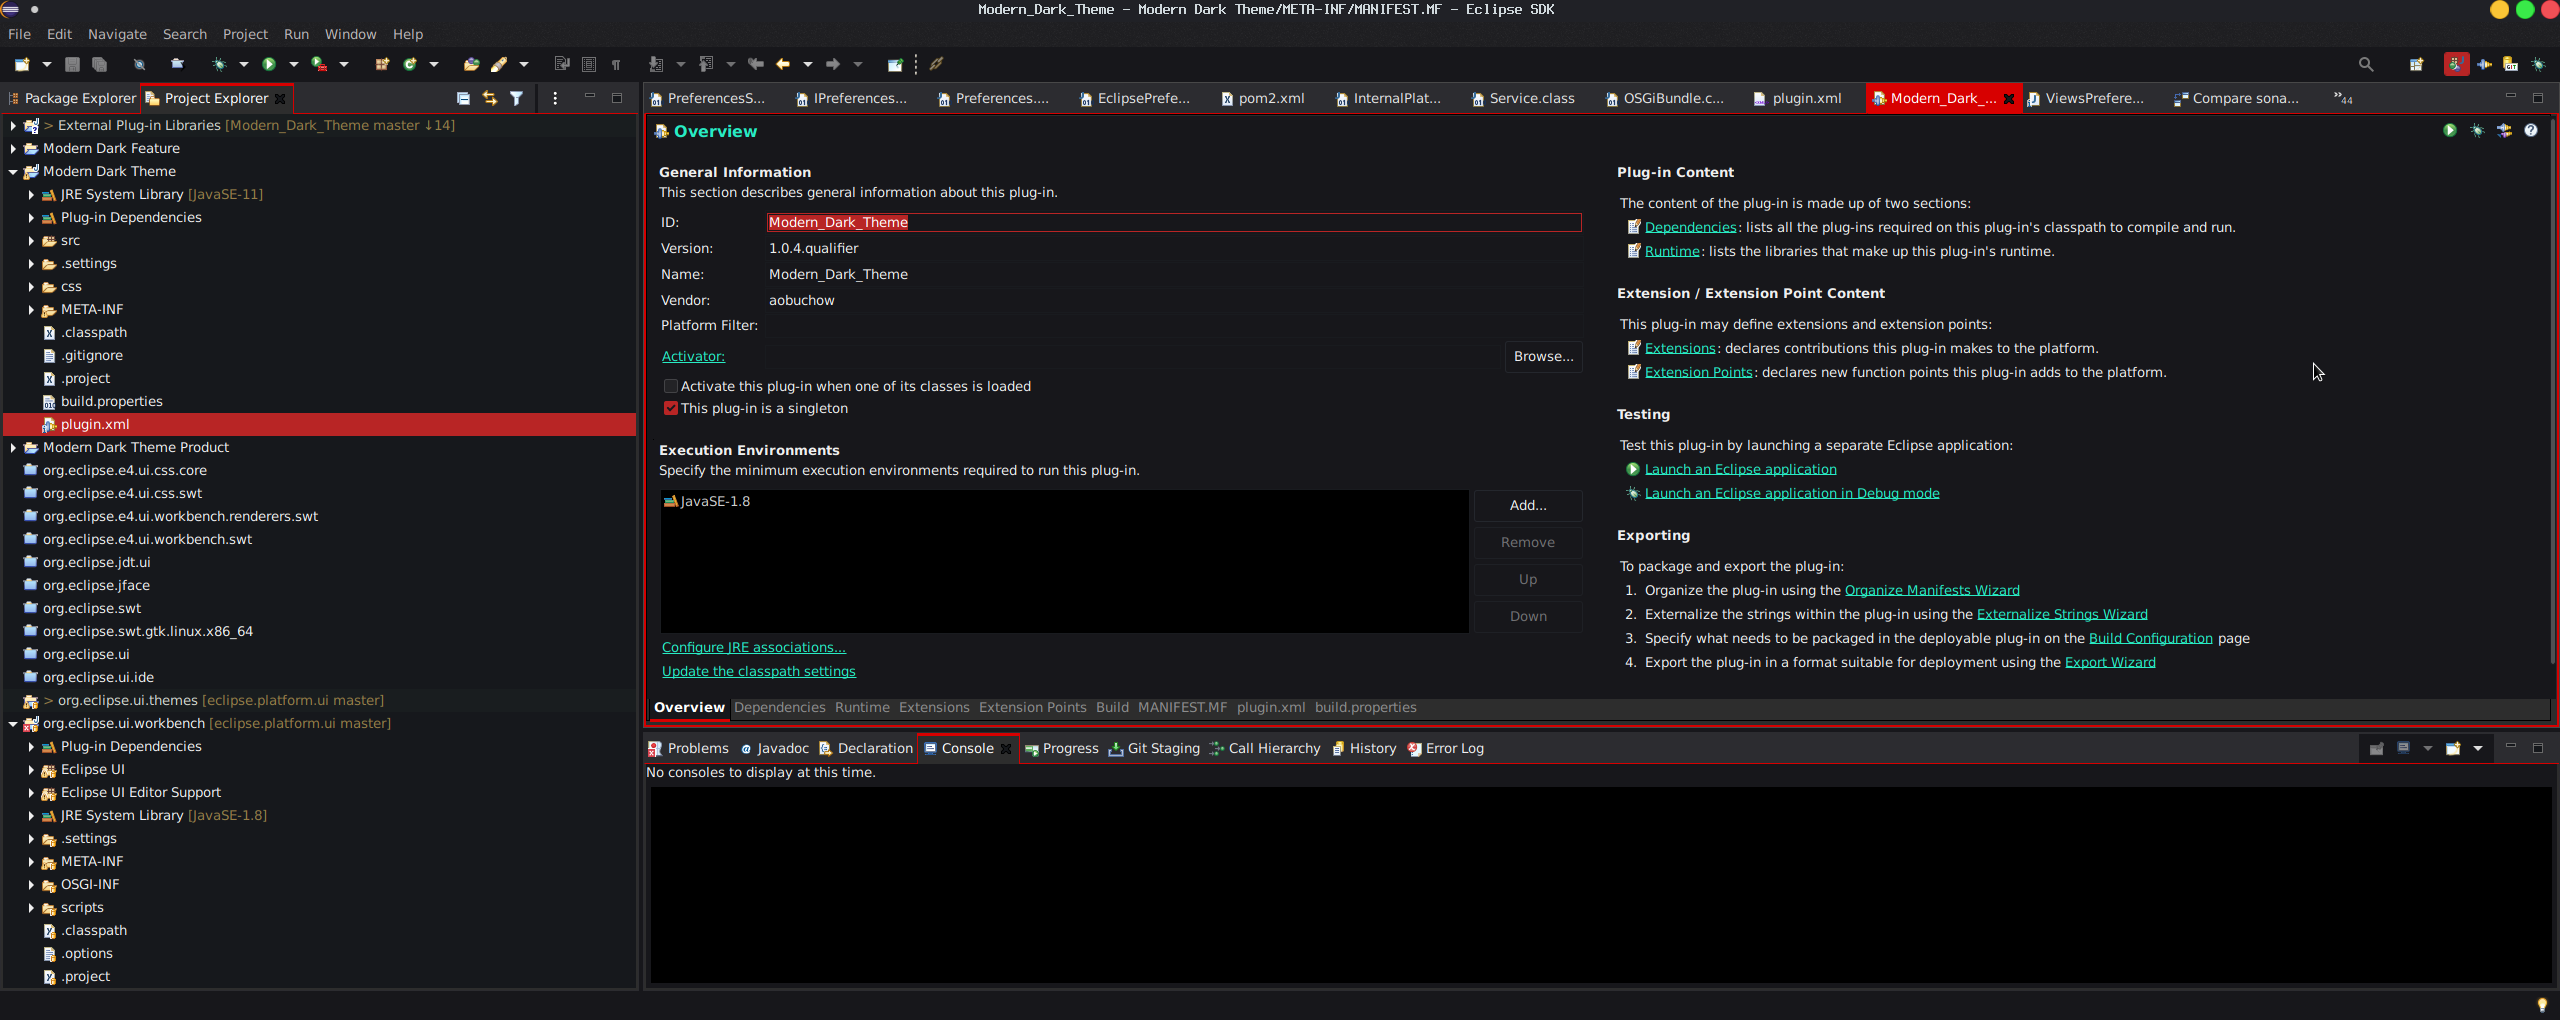 Modern_Dark_Theme - Modern Dark Theme/META-INF/MANIFEST.MF - Eclipse SDK
File Edit Navigate Search Project Run Window Help
Package Explorer Project Explorer
PreferencesS... IPreferences... Preferences.... EclipsePrefe... pom2.xml InternalPlat... Service.class OSGiBundle.c... plugin.xml Modern_Dark_... ViewsPrefere... Compare sona... »44
> External Plug-in Libraries [Modern_Dark_Theme master ↓14]
Modern Dark Feature
Modern Dark Theme
JRE System Library [JavaSE-11]
Plug-in Dependencies
src
.settings
css
META-INF
.classpath
.gitignore
.project
build.properties
plugin.xml
Modern Dark Theme Product
org.eclipse.e4.ui.css.core
org.eclipse.e4.ui.css.swt
org.eclipse.e4.ui.workbench.renderers.swt
org.eclipse.e4.ui.workbench.swt
org.eclipse.jdt.ui
org.eclipse.jface
org.eclipse.swt
org.eclipse.swt.gtk.linux.x86_64
org.eclipse.ui
org.eclipse.ui.ide
> org.eclipse.ui.themes [eclipse.platform.ui master]
org.eclipse.ui.workbench [eclipse.platform.ui master]
Plug-in Dependencies
Eclipse UI
Eclipse UI Editor Support
JRE System Library [JavaSE-1.8]
.settings
META-INF
OSGI-INF
scripts
.classpath
.options
.project
Overview
General Information
This section describes general information about this plug-in.
ID: Modern_Dark_Theme
Version: 1.0.4.qualifier
Name: Modern_Dark_Theme
Vendor: aobuchow
Platform Filter:
Activator: Browse...
Activate this plug-in when one of its classes is loaded
This plug-in is a singleton
Execution Environments
Specify the minimum execution environments required to run this plug-in.
JavaSE-1.8
Add...
Remove
Up
Down
Configure JRE associations...
Update the classpath settings
Plug-in Content
The content of the plug-in is made up of two sections:
Dependencies: lists all the plug-ins required on this plug-in's classpath to compile and run.
Runtime: lists the libraries that make up this plug-in's runtime.
Extension / Extension Point Content
This plug-in may define extensions and extension points:
Extensions: declares contributions this plug-in makes to the platform.
Extension Points: declares new function points this plug-in adds to the platform.
Testing
Test this plug-in by launching a separate Eclipse application:
Launch an Eclipse application
Launch an Eclipse application in Debug mode
Exporting
To package and export the plug-in:
1. Organize the plug-in using the Organize Manifests Wizard
2. Externalize the strings within the plug-in using the Externalize Strings Wizard
3. Specify what needs to be packaged in the deployable plug-in on the Build Configuration page
4. Export the plug-in in a format suitable for deployment using the Export Wizard
Overview Dependencies Runtime Extensions Extension Points Build MANIFEST.MF plugin.xml build.properties
Problems Javadoc Declaration Console Progress Git Staging Call Hierarchy History Error Log
No consoles to display at this time.